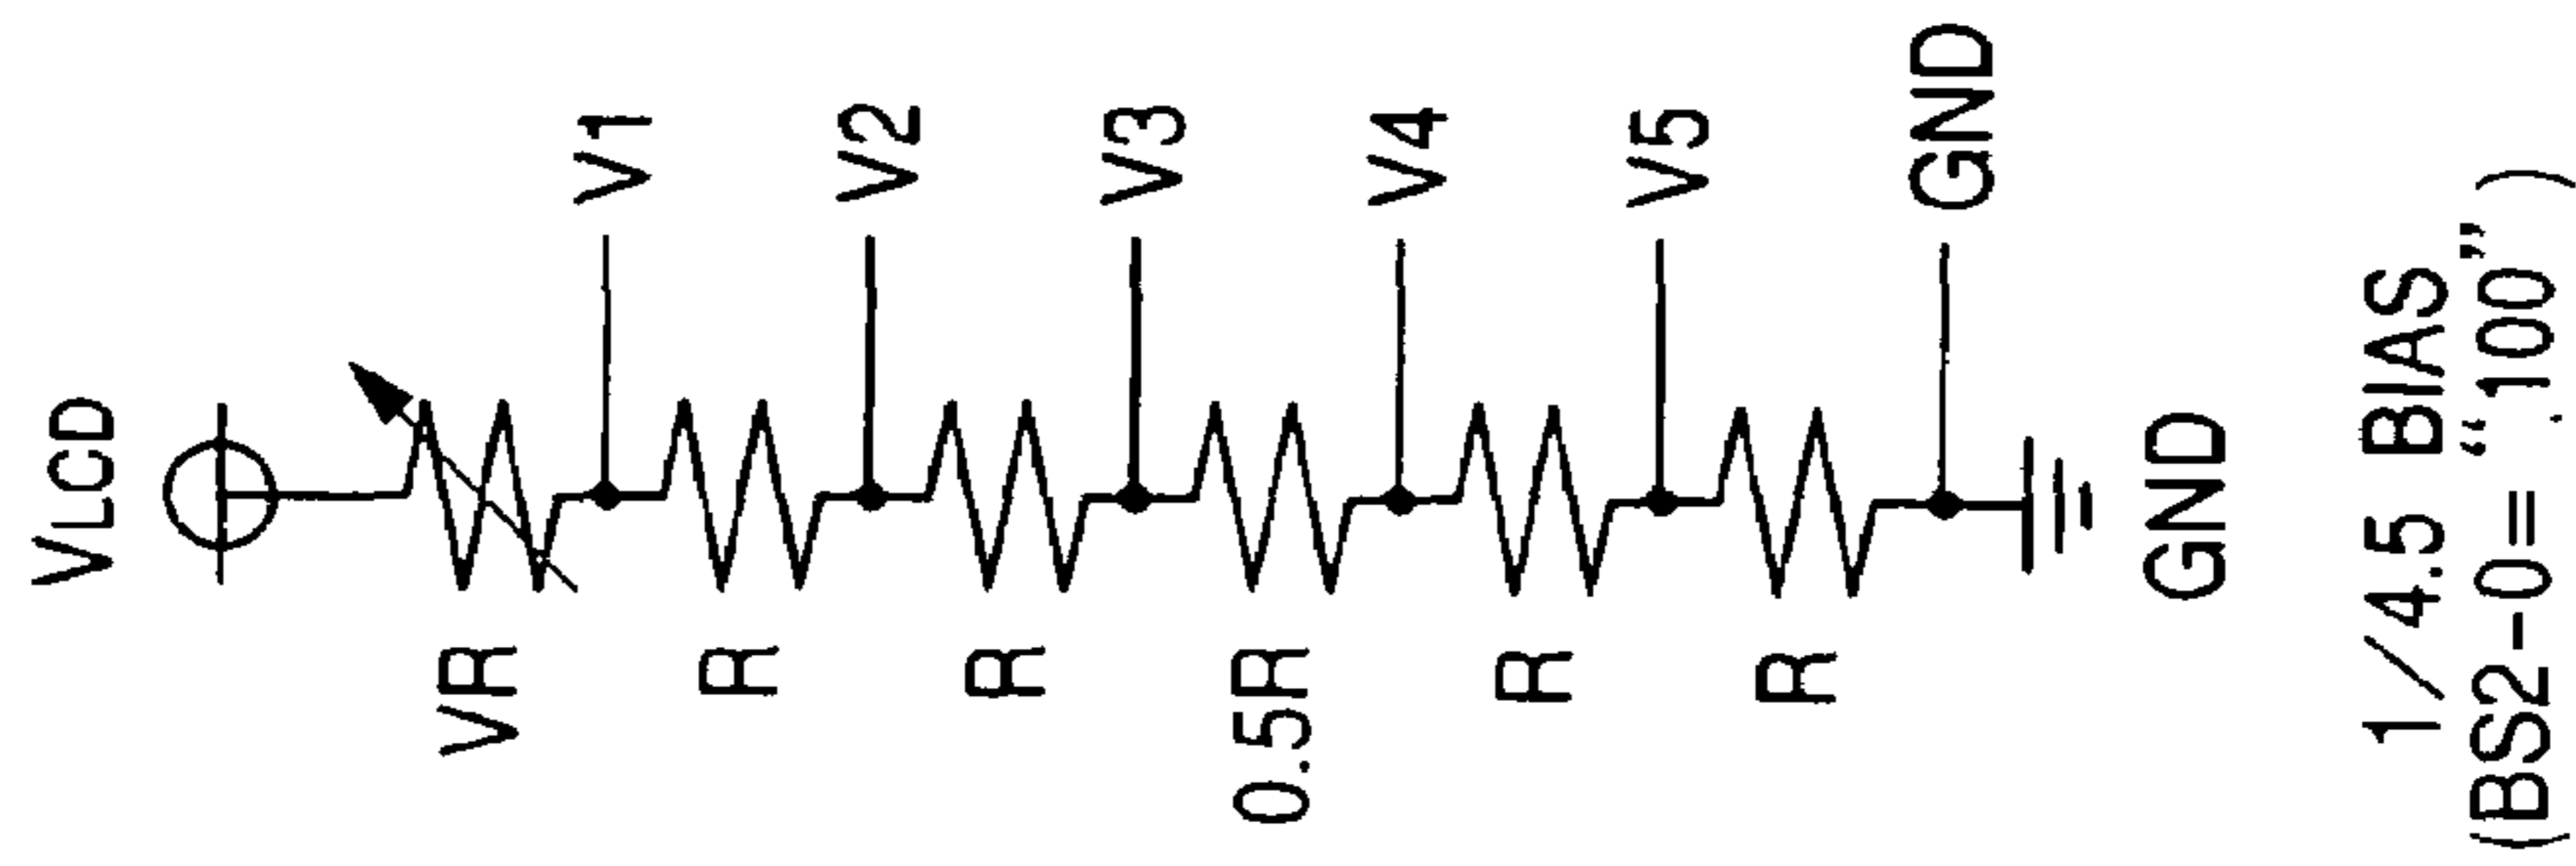 VLCD
VR
V1
R
V2
R
V3
0.5R
V4
R
V5
R
GND
GND
1/4.5 BIAS
(BS2-0= “100”)